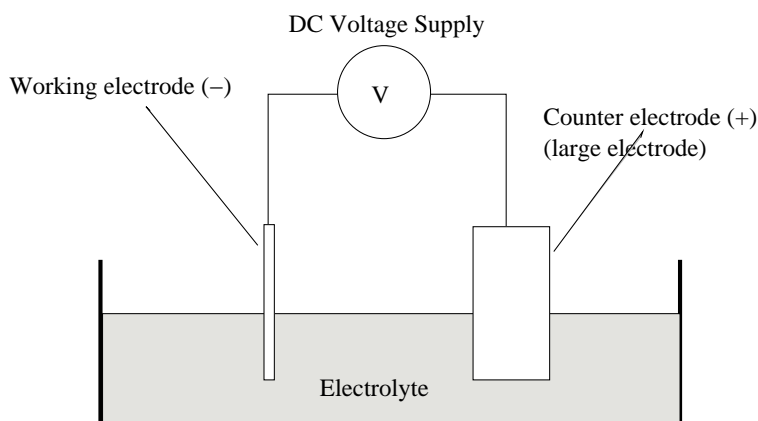 DC Voltage Supply
Working electrode (−)
V
Counter electrode (+)
(large electrode)
Electrolyte